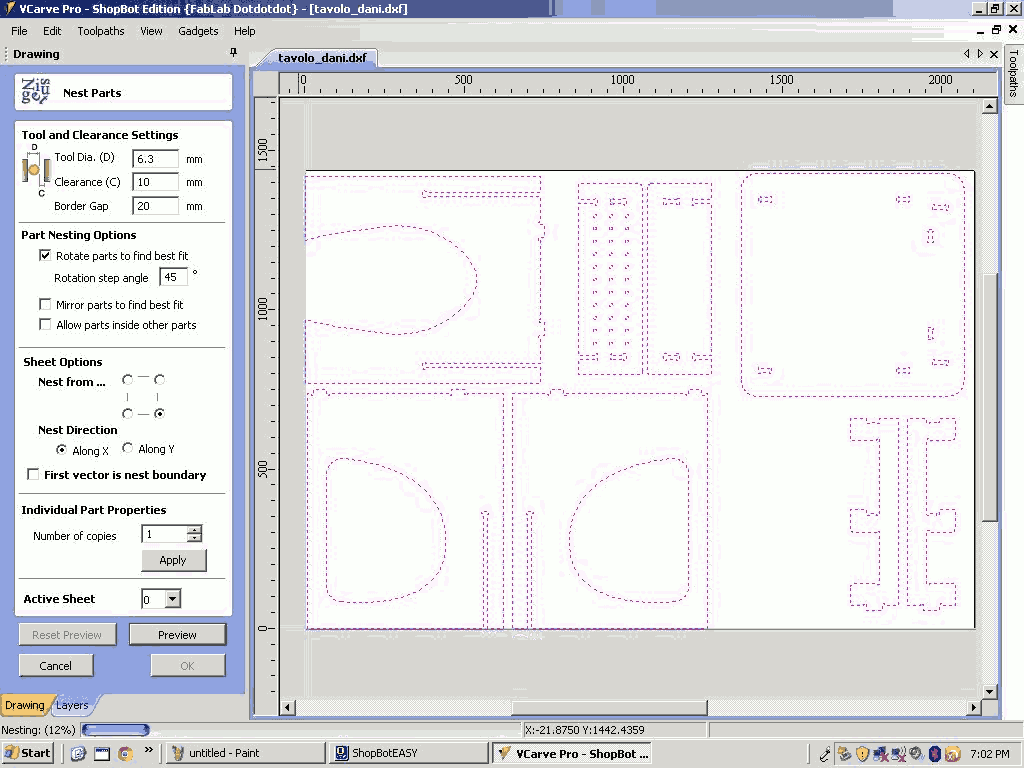 VCarve Pro - ShopBot Edition {FabLab Dotdotdot} - [tavolo_dani.dxf]
File Edit Toolpaths View Gadgets Help
Drawing
tavolo_dani.dxf
Toolpaths
Nest Parts
0 500 1000 1500 2000
1500
1000
500
0
Tool and Clearance Settings
D
C
Tool Dia. (D) 6.3 mm
Clearance (C) 10 mm
Border Gap 20 mm
Part Nesting Options
Rotate parts to find best fit
Rotation step angle 45 °
Mirror parts to find best fit
Allow parts inside other parts
Sheet Options
Nest from ...
Nest Direction
Along X Along Y
First vector is nest boundary
Individual Part Properties
Number of copies 1
Apply
Active Sheet 0
Reset Preview Preview
Cancel OK
Drawing Layers
Nesting: (12%) X:-21.8750 Y:1442.4359
Start » untitled - Paint ShopBotEASY VCarve Pro - ShopBot ... 7:02 PM